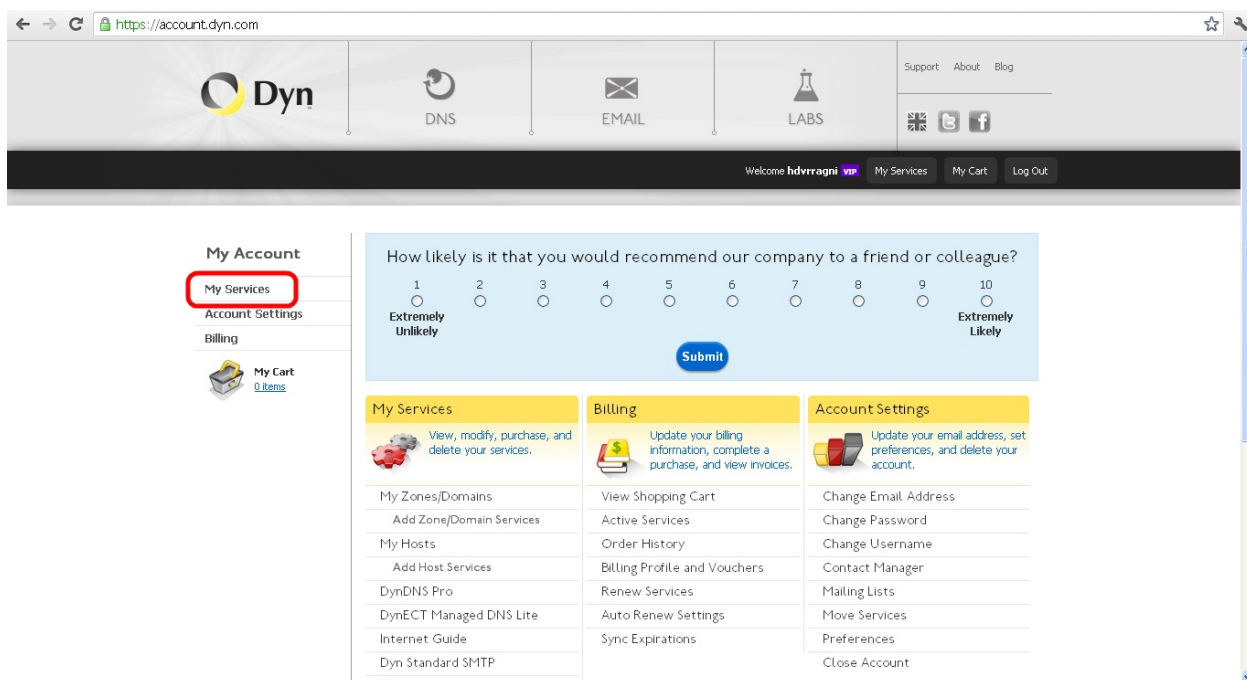 https://account.dyn.com
Support About Blog
Dyn
DNS
EMAIL
LABS
Welcome hdvrragni VIP My Services My Cart Log Out
My Account
My Services
Account Settings
Billing
My Cart
0 items
How likely is it that you would recommend our company to a friend or colleague?
1 2 3 4 5 6 7 8 9 10
Extremely Unlikely
Extremely Likely
Submit
My Services
View, modify, purchase, and
delete your services.
My Zones/Domains
Add Zone/Domain Services
My Hosts
Add Host Services
DynDNS Pro
DynECT Managed DNS Lite
Internet Guide
Dyn Standard SMTP
Billing
Update your billing
information, complete a
purchase, and view invoices.
View Shopping Cart
Active Services
Order History
Billing Profile and Vouchers
Renew Services
Auto Renew Settings
Sync Expirations
Account Settings
Update your email address, set
preferences, and delete your
account.
Change Email Address
Change Password
Change Username
Contact Manager
Mailing Lists
Move Services
Preferences
Close Account